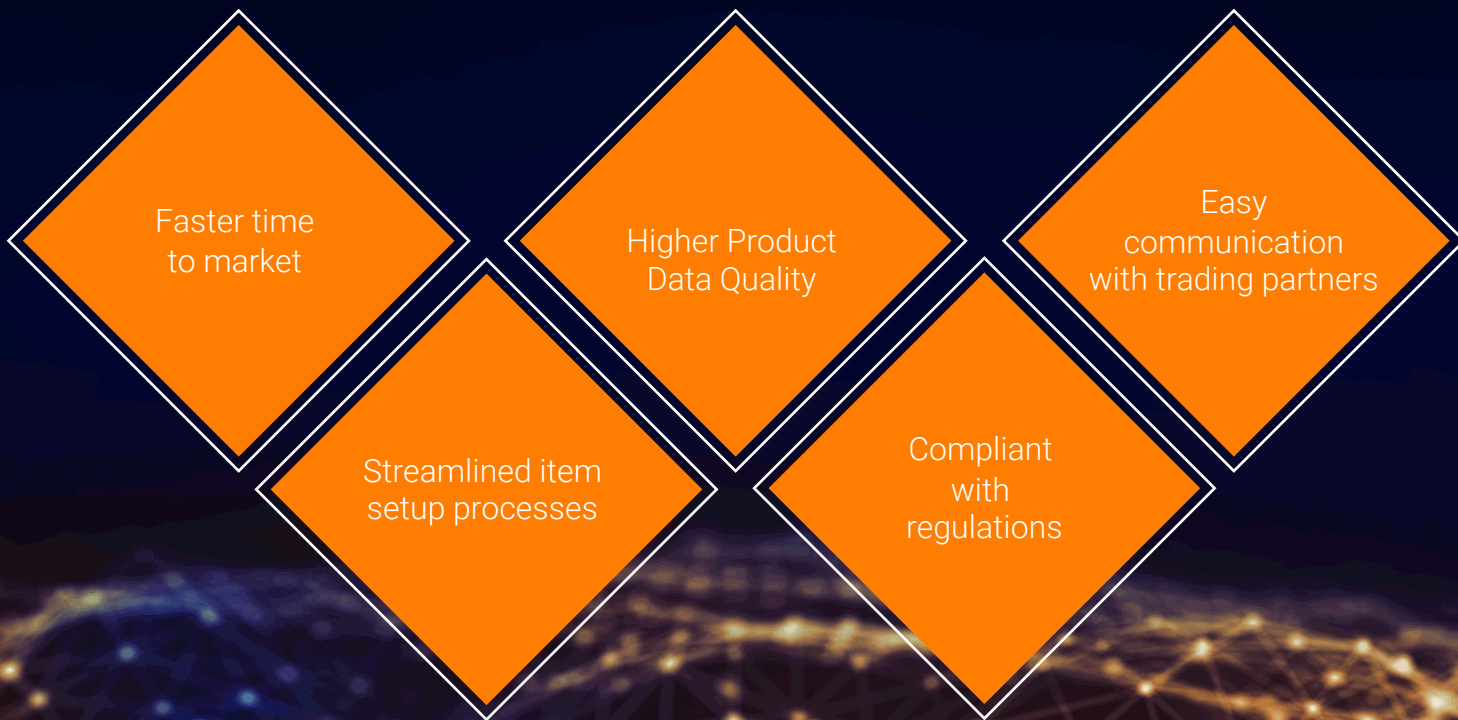 Faster time
to market
Streamlined item
setup processes
Higher Product
Data Quality
Compliant
with
regulations
Easy
communication
with trading partners